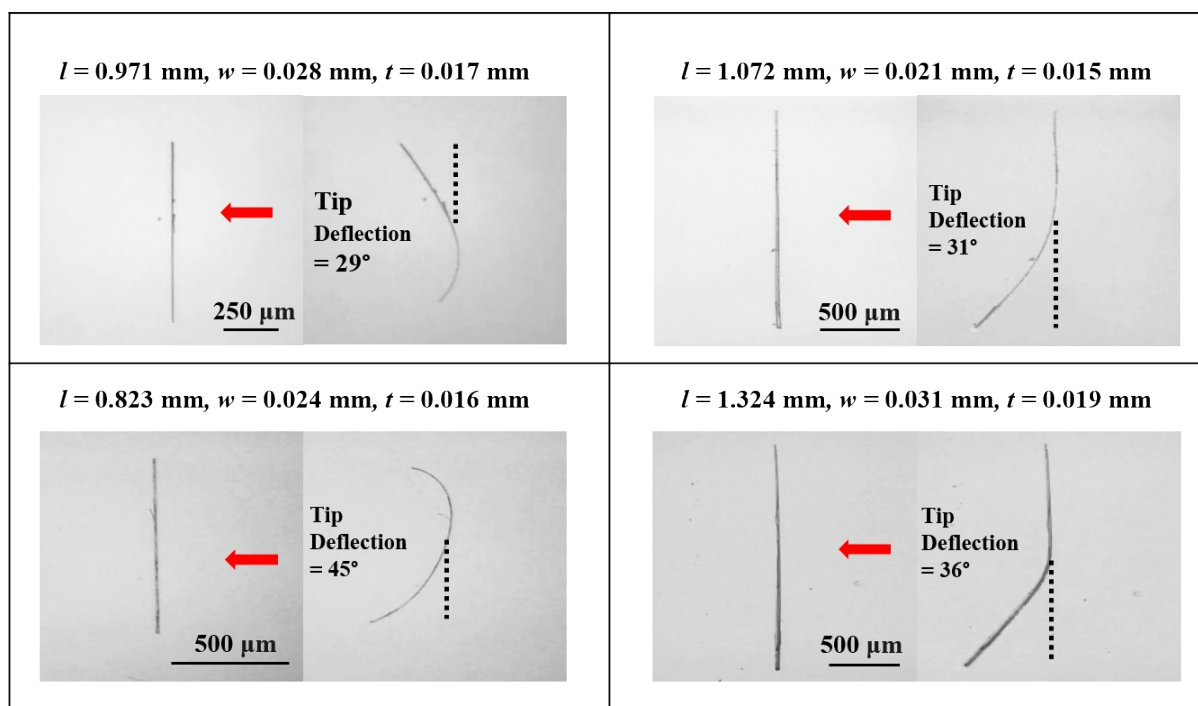 l = 0.971 mm, w = 0.028 mm, t = 0.017 mm
Tip
Deflection
= 29°
250 μm
l = 1.072 mm, w = 0.021 mm, t = 0.015 mm
Tip
Deflection
= 31°
500 μm
l = 0.823 mm, w = 0.024 mm, t = 0.016 mm
Tip
Deflection
= 45°
500 μm
l = 1.324 mm, w = 0.031 mm, t = 0.019 mm
Tip
Deflection
= 36°
500 μm